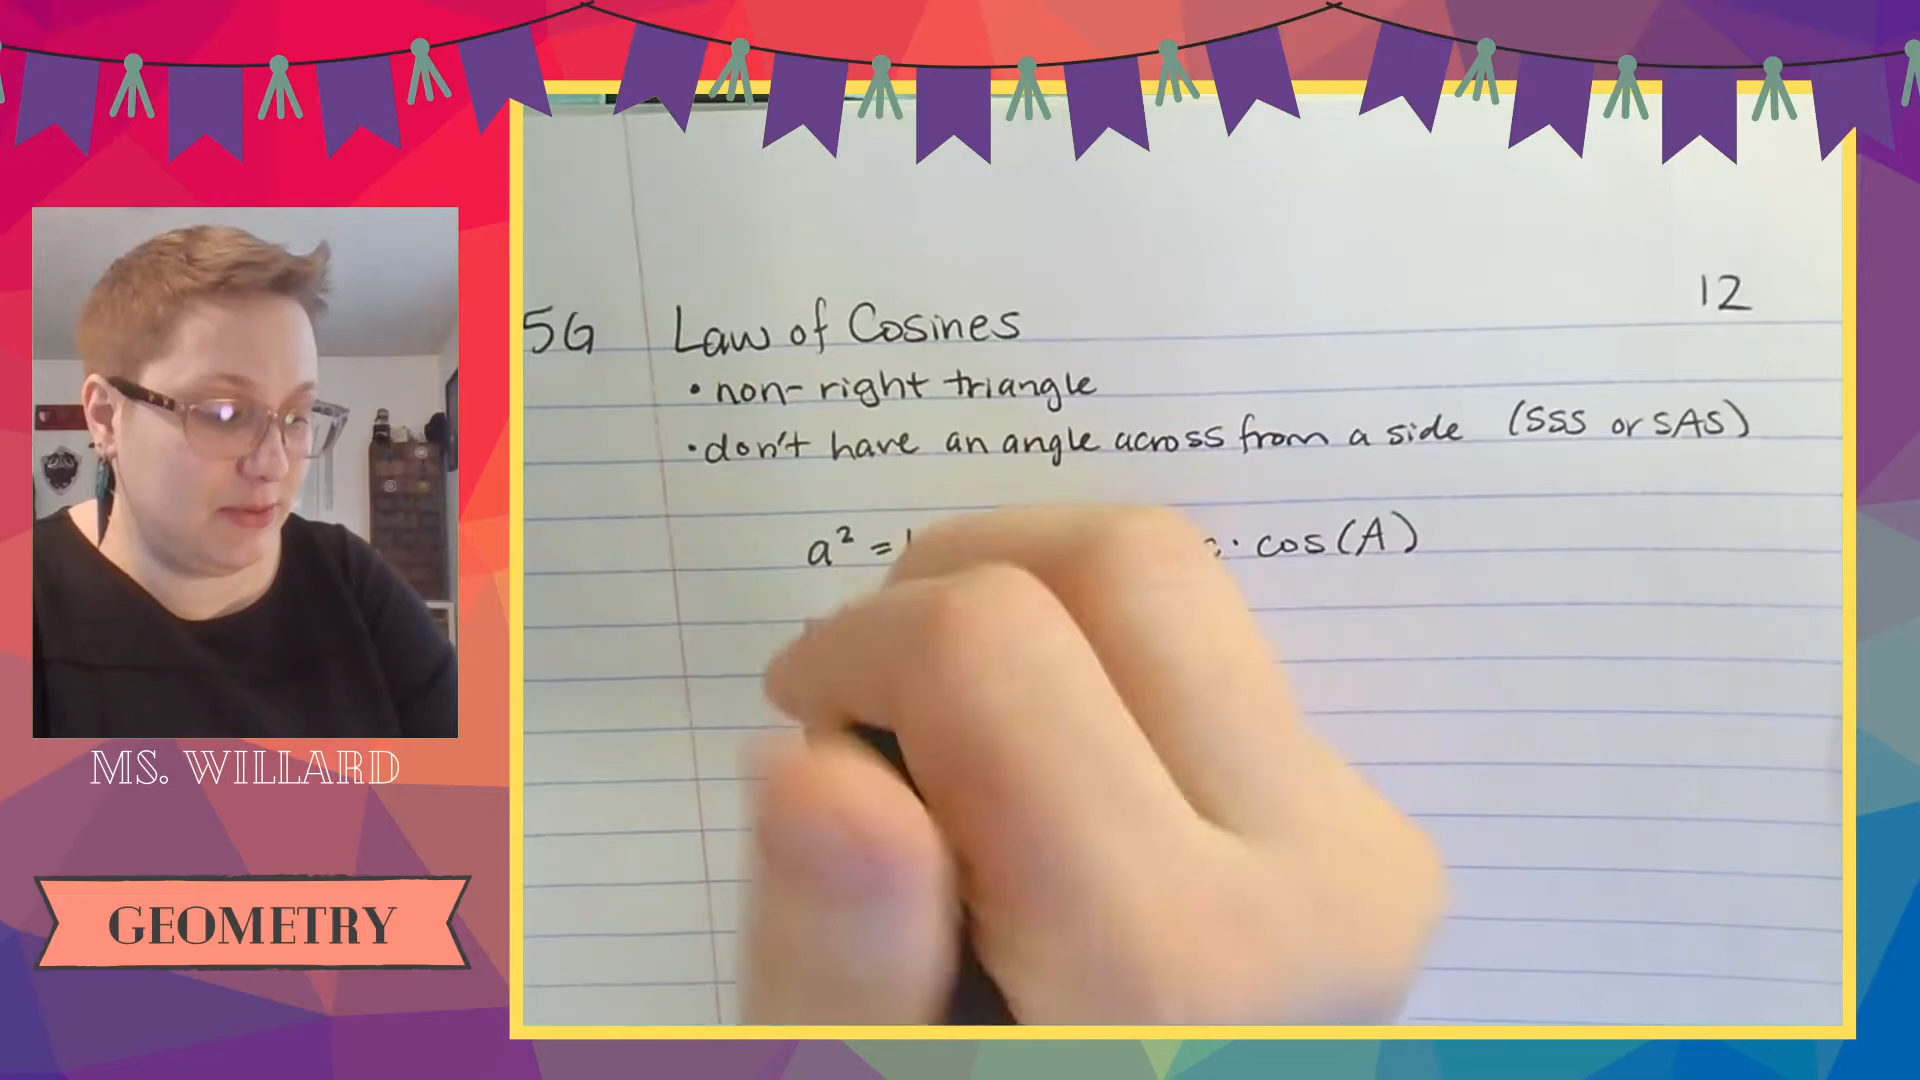 12
5G Law of Cosines
• non-right triangle
• don't have an angle across from a side (SSS or SAS)
a² = · cos(A)
MS. WILLARD
GEOMETRY